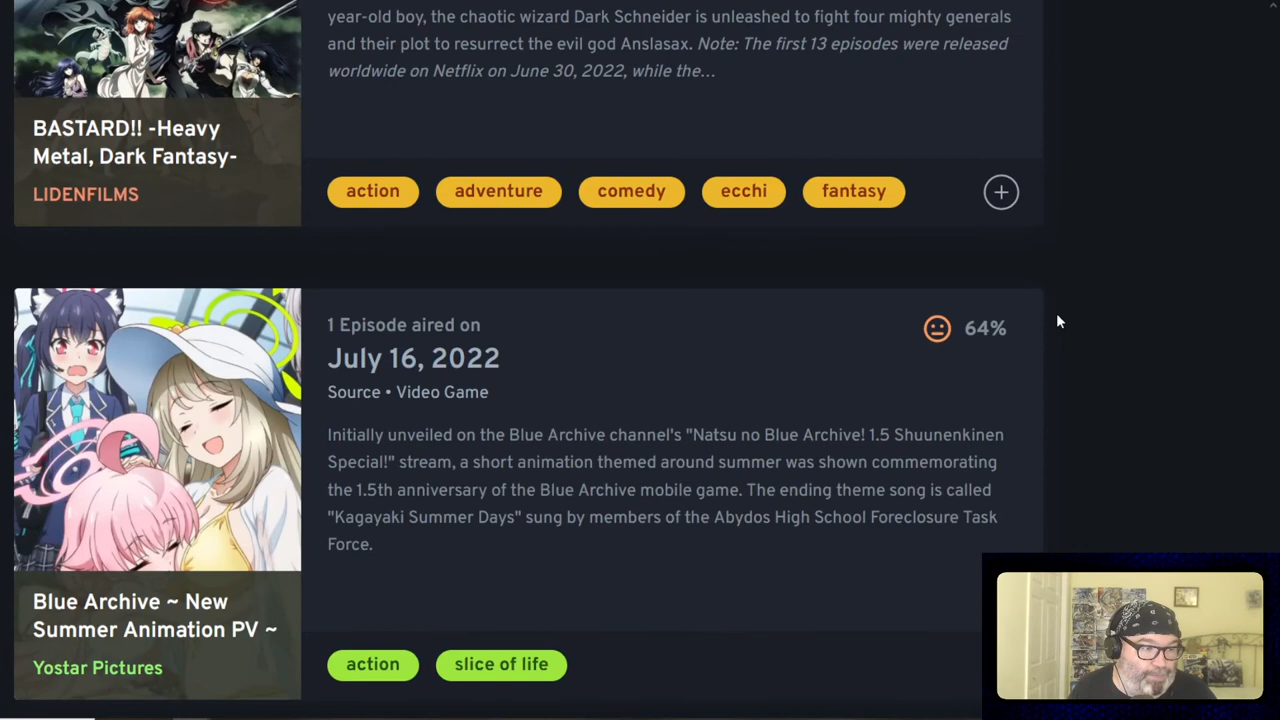 year-old boy, the chaotic wizard Dark Schneider is unleashed to fight four mighty generals
and their plot to resurrect the evil god Anslasax. Note: The first 13 episodes were released
worldwide on Netflix on June 30, 2022, while the…
BASTARD!! -Heavy
Metal, Dark Fantasy-
LIDENFILMS
action
adventure
comedy
ecchi
fantasy
1 Episode aired on
64%
July 16, 2022
Source • Video Game
Initially unveiled on the Blue Archive channel's "Natsu no Blue Archive! 1.5 Shuunenkinen
Special!" stream, a short animation themed around summer was shown commemorating
the 1.5th anniversary of the Blue Archive mobile game. The ending theme song is called
"Kagayaki Summer Days" sung by members of the Abydos High School Foreclosure Task
Force.
Blue Archive ~ New
Summer Animation PV ~
Yostar Pictures
action
slice of life